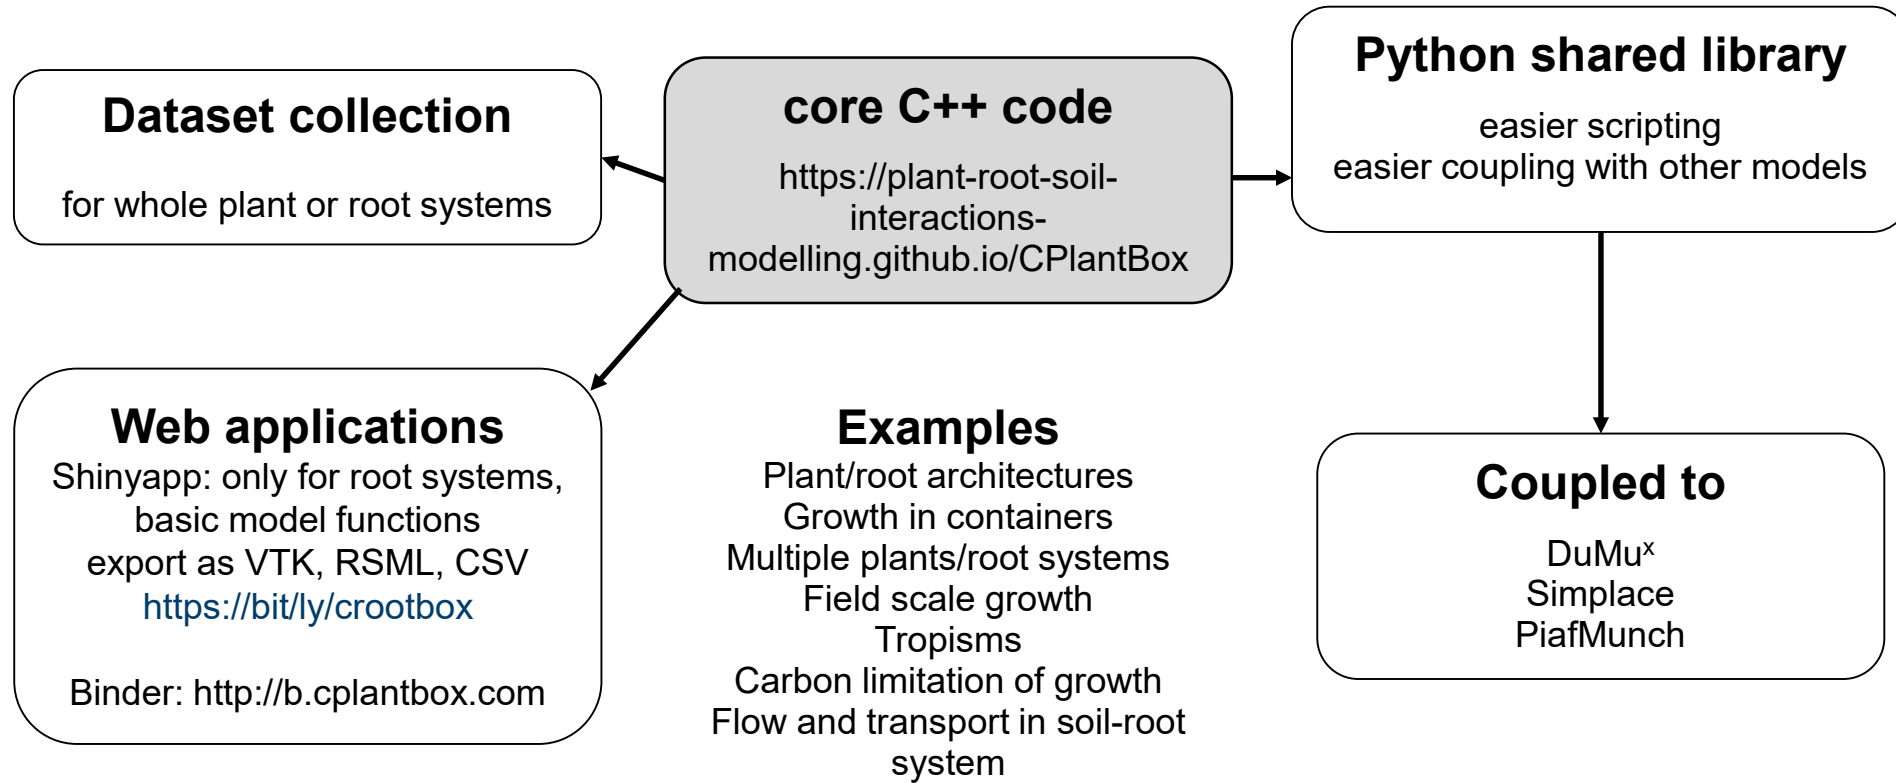 Dataset collection
for whole plant or root systems
core C++ code
https://plant-root-soil-
interactions-
modelling.github.io/CPlantBox
Python shared library
easier scripting
easier coupling with other models
Web applications
Shinyapp: only for root systems,
basic model functions
export as VTK, RSML, CSV
https://bit/ly/crootbox
Binder: http://b.cplantbox.com
Examples
Plant/root architectures
Growth in containers
Multiple plants/root systems
Field scale growth
Tropisms
Carbon limitation of growth
Flow and transport in soil-root
system
Coupled to
DuMuˣ
Simplace
PiafMunch